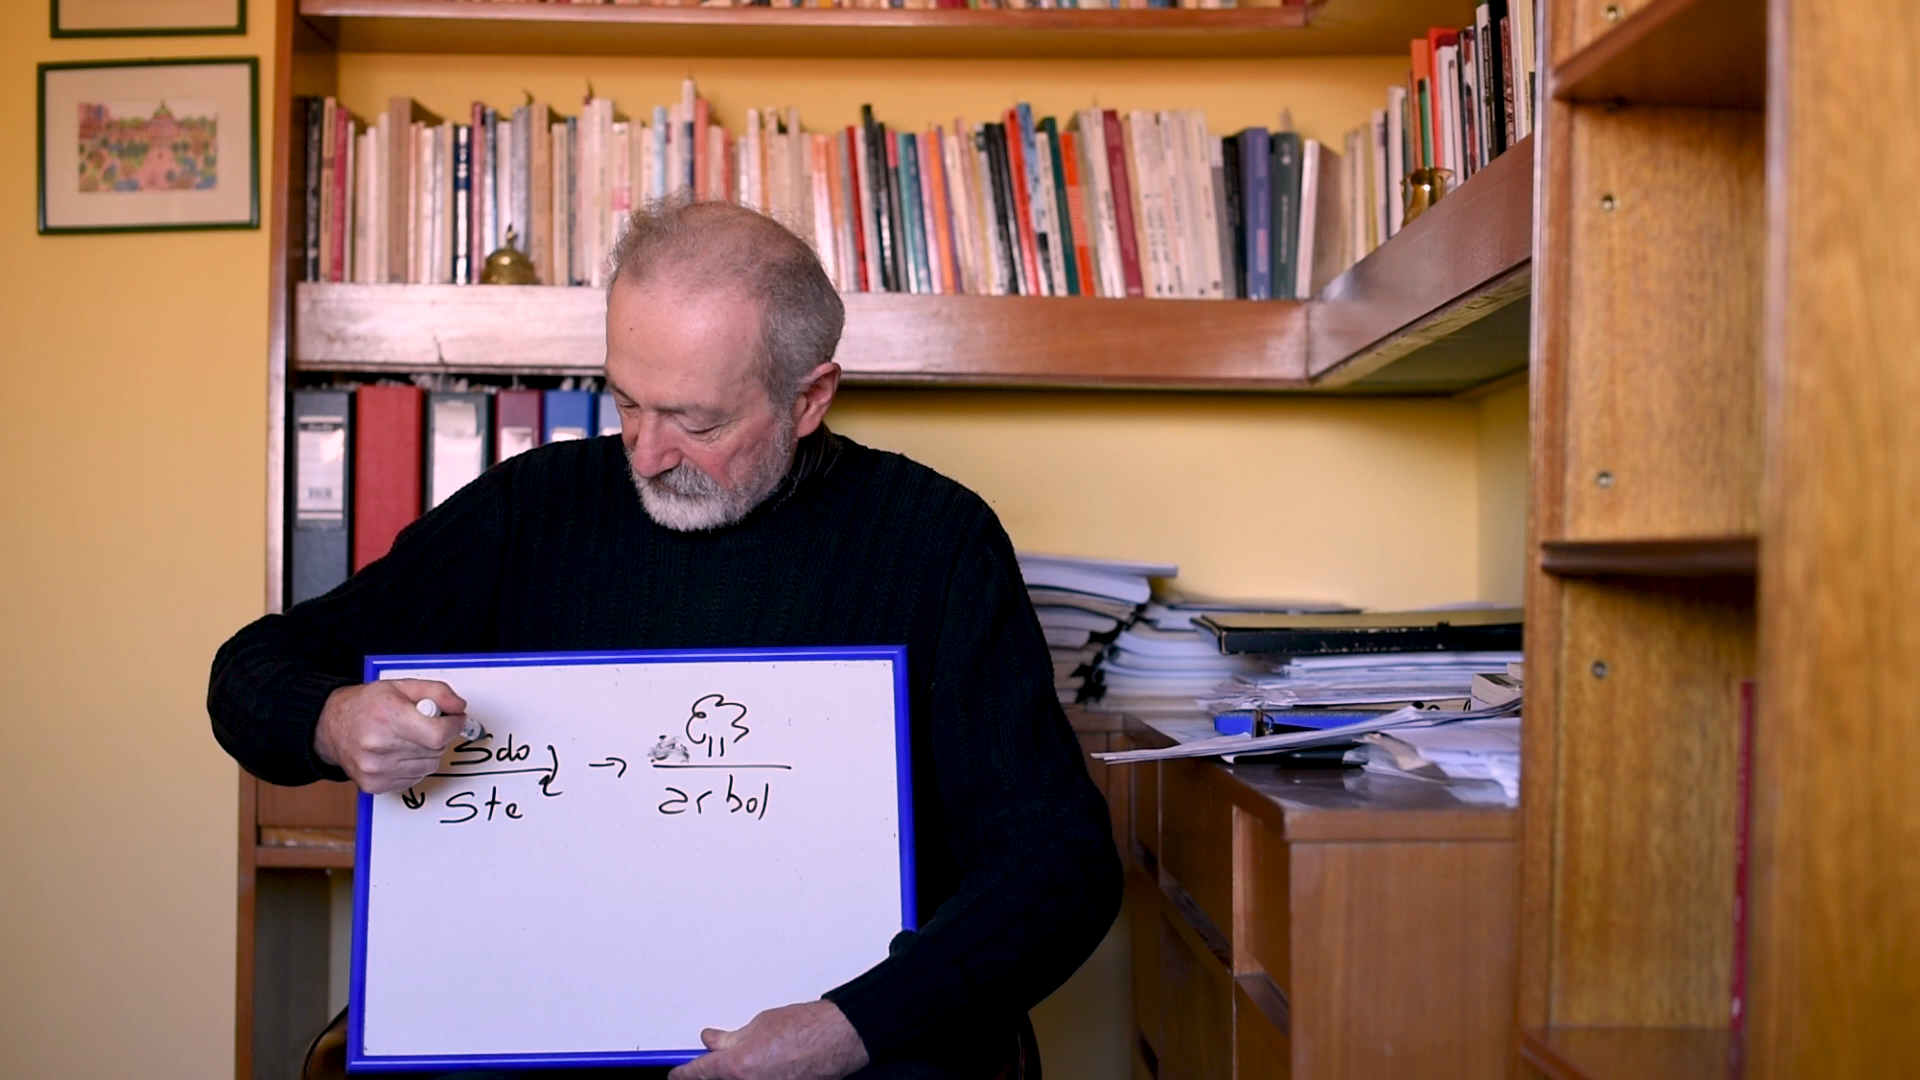 Sdo →
Ste arbol